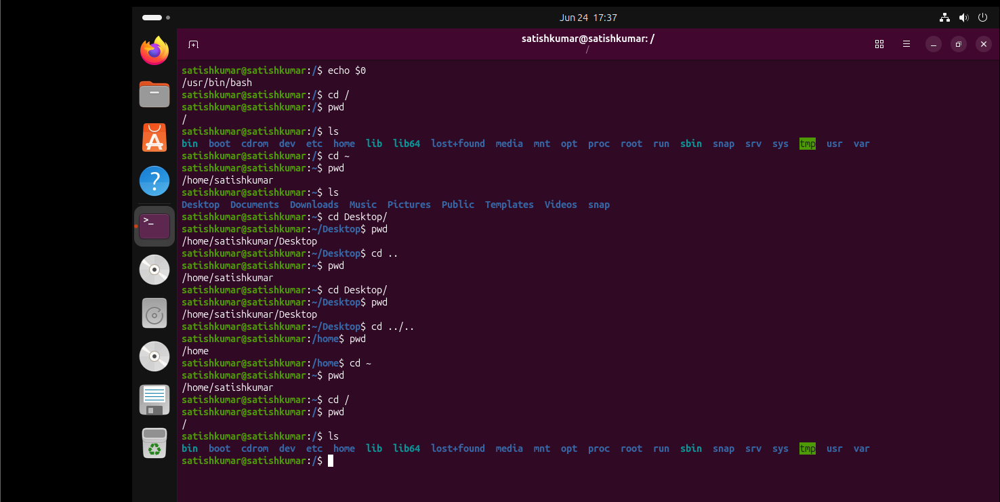 Jun 24 17:37
satishkumar@satishkumar: /
/
satishkumar@satishkumar:/$ echo $0
/usr/bin/bash
satishkumar@satishkumar:/$ cd /
satishkumar@satishkumar:/$ pwd
/
satishkumar@satishkumar:/$ ls
bin boot cdrom dev etc home lib lib64 lost+found media mnt opt proc root run sbin snap srv sys tmp usr var
satishkumar@satishkumar:/$ cd ~
satishkumar@satishkumar:~$ pwd
/home/satishkumar
satishkumar@satishkumar:~$ ls
Desktop Documents Downloads Music Pictures Public Templates Videos snap
satishkumar@satishkumar:~$ cd Desktop/
satishkumar@satishkumar:~/Desktop$ pwd
/home/satishkumar/Desktop
satishkumar@satishkumar:~/Desktop$ cd ..
satishkumar@satishkumar:~$ pwd
/home/satishkumar
satishkumar@satishkumar:~$ cd Desktop/
satishkumar@satishkumar:~/Desktop$ pwd
/home/satishkumar/Desktop
satishkumar@satishkumar:~/Desktop$ cd ../..
satishkumar@satishkumar:/home$ pwd
/home
satishkumar@satishkumar:/home$ cd ~
satishkumar@satishkumar:~$ pwd
/home/satishkumar
satishkumar@satishkumar:~$ cd /
satishkumar@satishkumar:/$ pwd
/
satishkumar@satishkumar:/$ ls
bin boot cdrom dev etc home lib lib64 lost+found media mnt opt proc root run sbin snap srv sys tmp usr var
satishkumar@satishkumar:/$